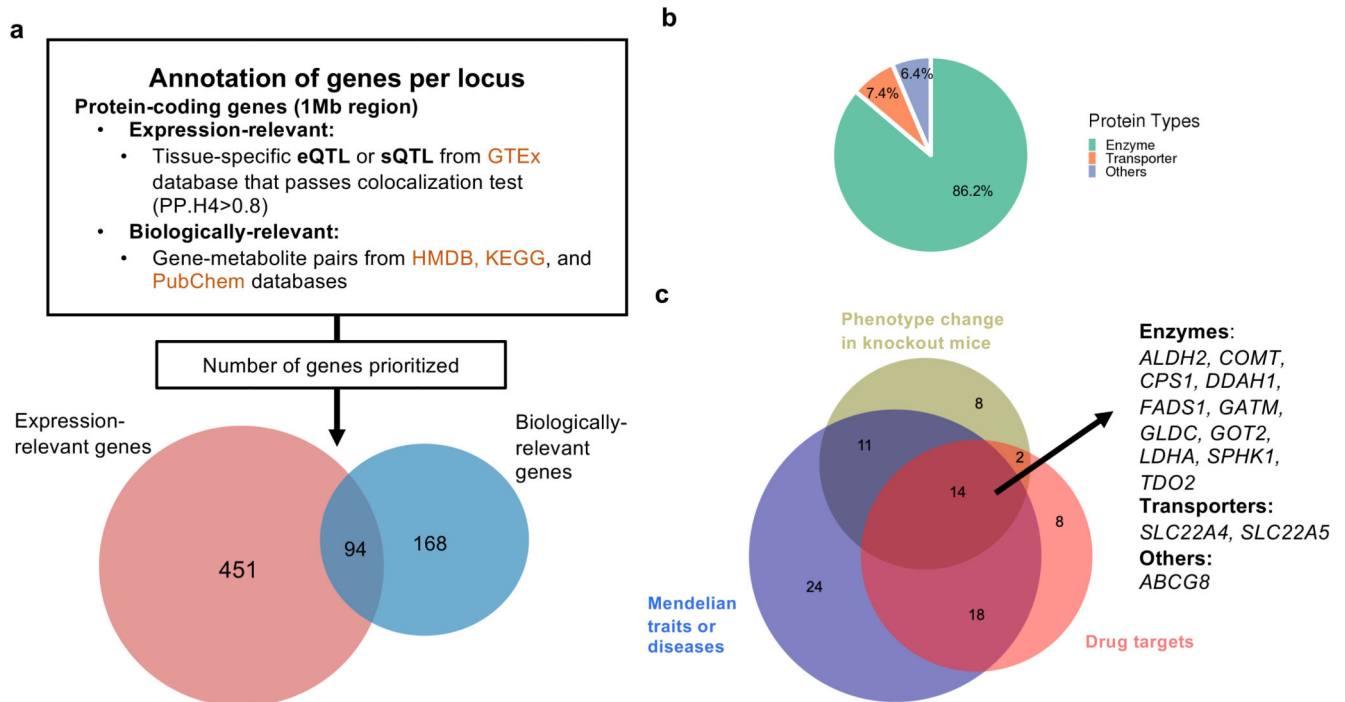 a
Annotation of genes per locus
Protein-coding genes (1Mb region)
• Expression-relevant:
• Tissue-specific eQTL or sQTL from GTEx
database that passes colocalization test
(PP.H4>0.8)
• Biologically-relevant:
• Gene-metabolite pairs from HMDB, KEGG, and
PubChem databases
Number of genes prioritized
Expression-
relevant genes
Biologically-
relevant
genes
451
94
168
b
6.4%
7.4%
86.2%
Protein Types
Enzyme
Transporter
Others
c
Phenotype change
in knockout mice
8
11
2
14
8
24
18
Mendelian
traits or
diseases
Drug targets
Enzymes:
ALDH2, COMT,
CPS1, DDAH1,
FADS1, GATM,
GLDC, GOT2,
LDHA, SPHK1,
TDO2
Transporters:
SLC22A4, SLC22A5
Others:
ABCG8